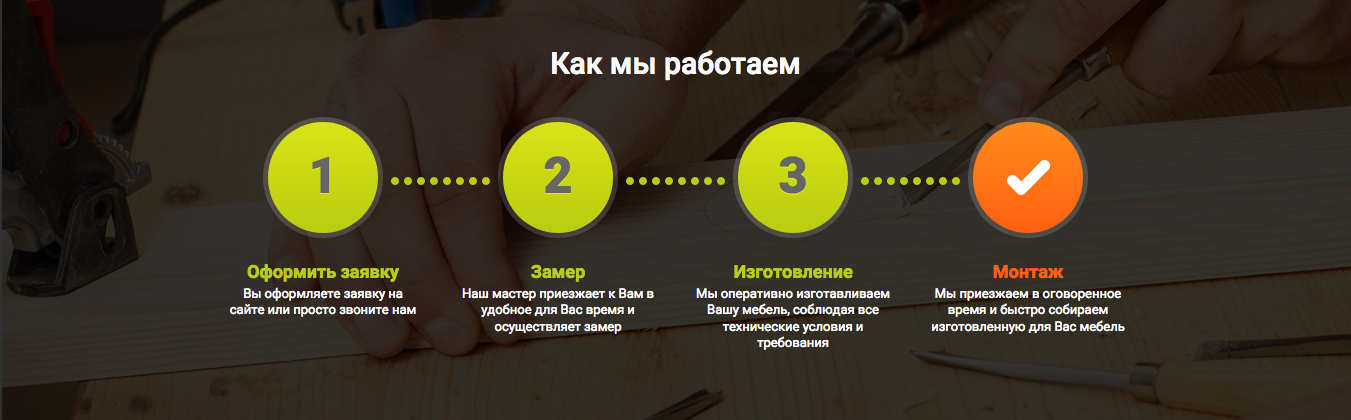 Как мы работаем
1
2
3
Оформить заявку
Вы оформляете заявку на
сайте или просто звоните нам
Замер
Наш мастер приезжает к Вам в
удобное для Вас время и
осуществляет замер
Изготовление
Мы оперативно изготавливаем
Вашу мебель, соблюдая все
технические условия и
требования
Монтаж
Мы приезжаем в оговоренное
время и быстро собираем
изготовленную для Вас мебель